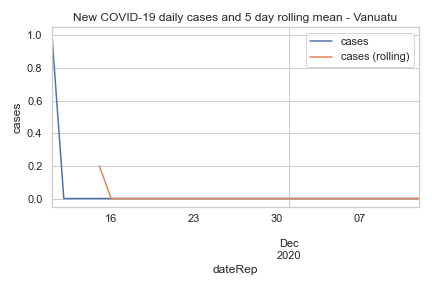 New COVID-19 daily cases and 5 day rolling mean - Vanuatu
cases
cases (rolling)
1.0
0.8
0.6
0.4
0.2
0.0
cases
16 23 30 07
Dec
2020
dateRep